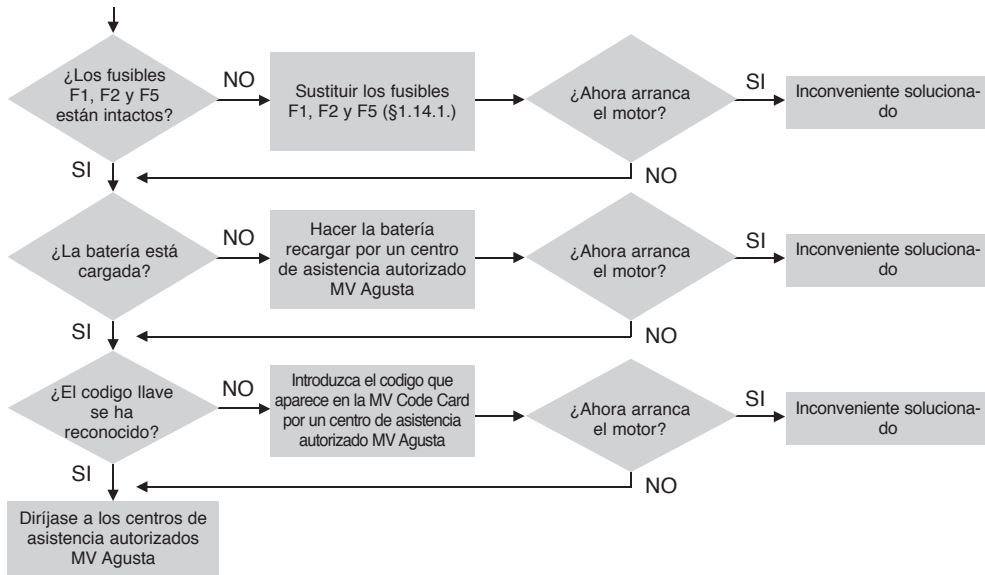 ¿Los fusibles
F1, F2 y F5
están intactos?
NO
Sustituir los fusibles
F1, F2 y F5 (§1.14.1.)
¿Ahora arranca
el motor?
SI
Inconveniente soluciona-
do
SI
NO
¿La batería está
cargada?
NO
Hacer la batería
recargar por un centro
de asistencia autorizado
MV Agusta
¿Ahora arranca
el motor?
SI
Inconveniente soluciona-
do
SI
NO
¿El codigo llave
se ha
reconocido?
NO
Introduzca el codigo que
aparece en la MV Code Card
por un centro de asistencia
autorizado MV Agusta
¿Ahora arranca
el motor?
SI
Inconveniente soluciona-
do
SI
NO
Diríjase a los centros de
asistencia autorizados
MV Agusta